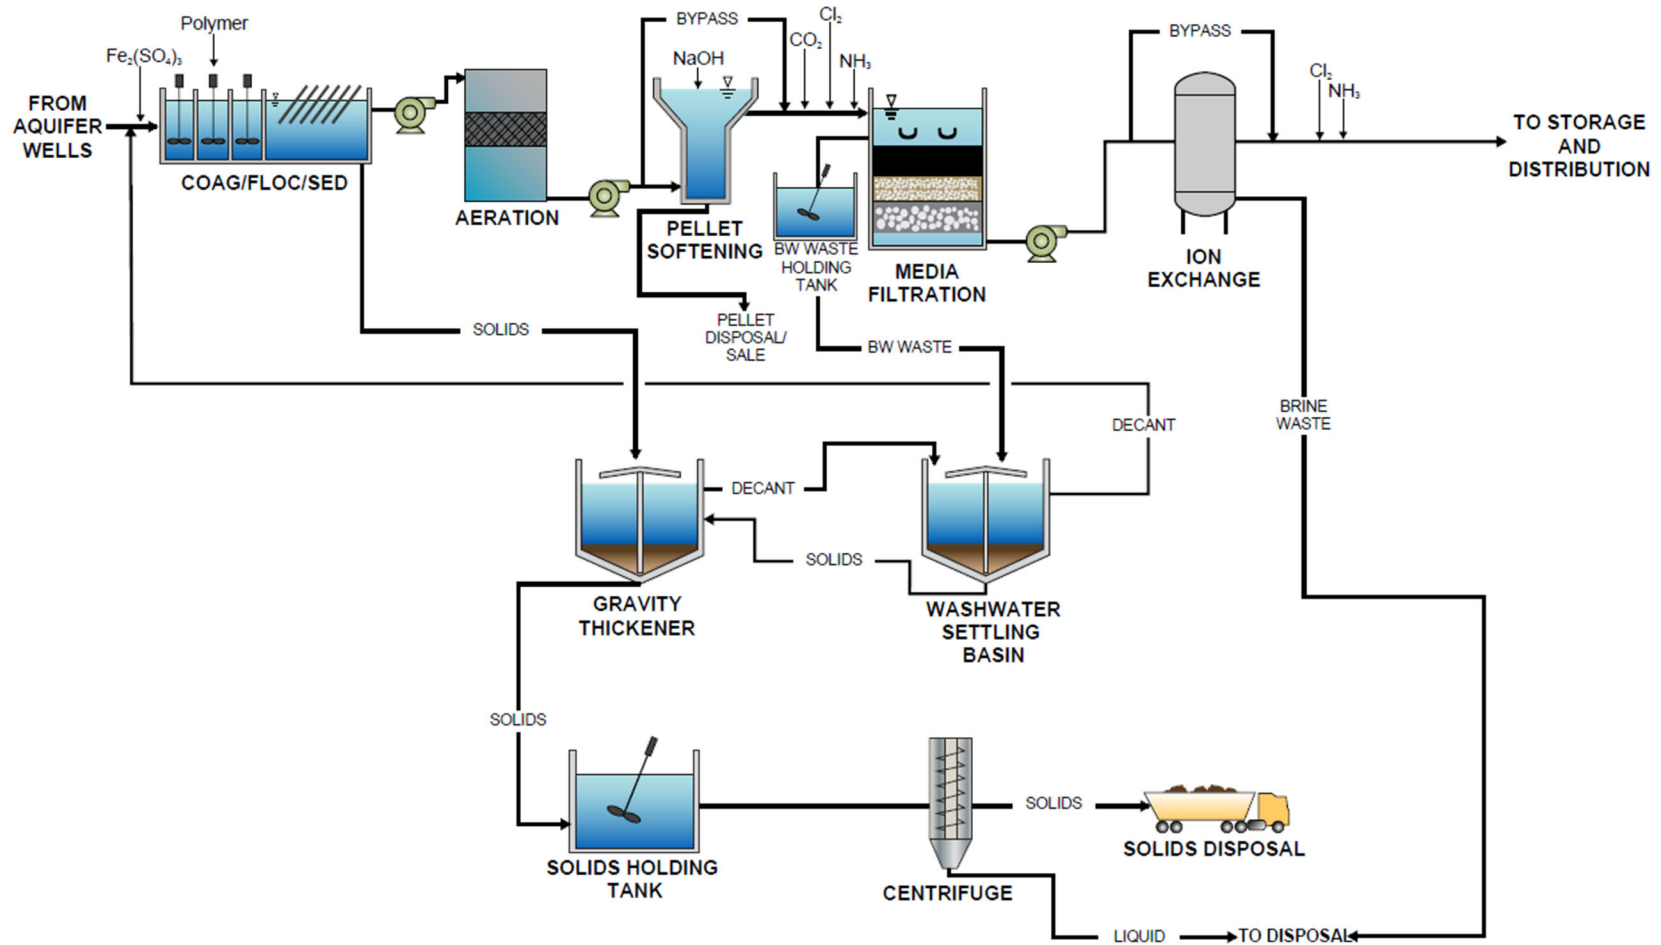 Polymer
Fe₂(SO₄)₃
FROM
AQUIFER
WELLS
COAG/FLOC/SED
AERATION
BYPASS
NaOH
PELLET
SOFTENING
PELLET
DISPOSAL/
SALE
CO₂
Cl₂
NH₃
BW WASTE
HOLDING
TANK
MEDIA
FILTRATION
BYPASS
ION
EXCHANGE
Cl₂
NH₃
TO STORAGE
AND
DISTRIBUTION
SOLIDS
BW WASTE
DECANT
BRINE
WASTE
DECANT
SOLIDS
GRAVITY
THICKENER
WASHWATER
SETTLING
BASIN
SOLIDS
SOLIDS HOLDING
TANK
CENTRIFUGE
SOLIDS
SOLIDS DISPOSAL
LIQUID
TO DISPOSAL